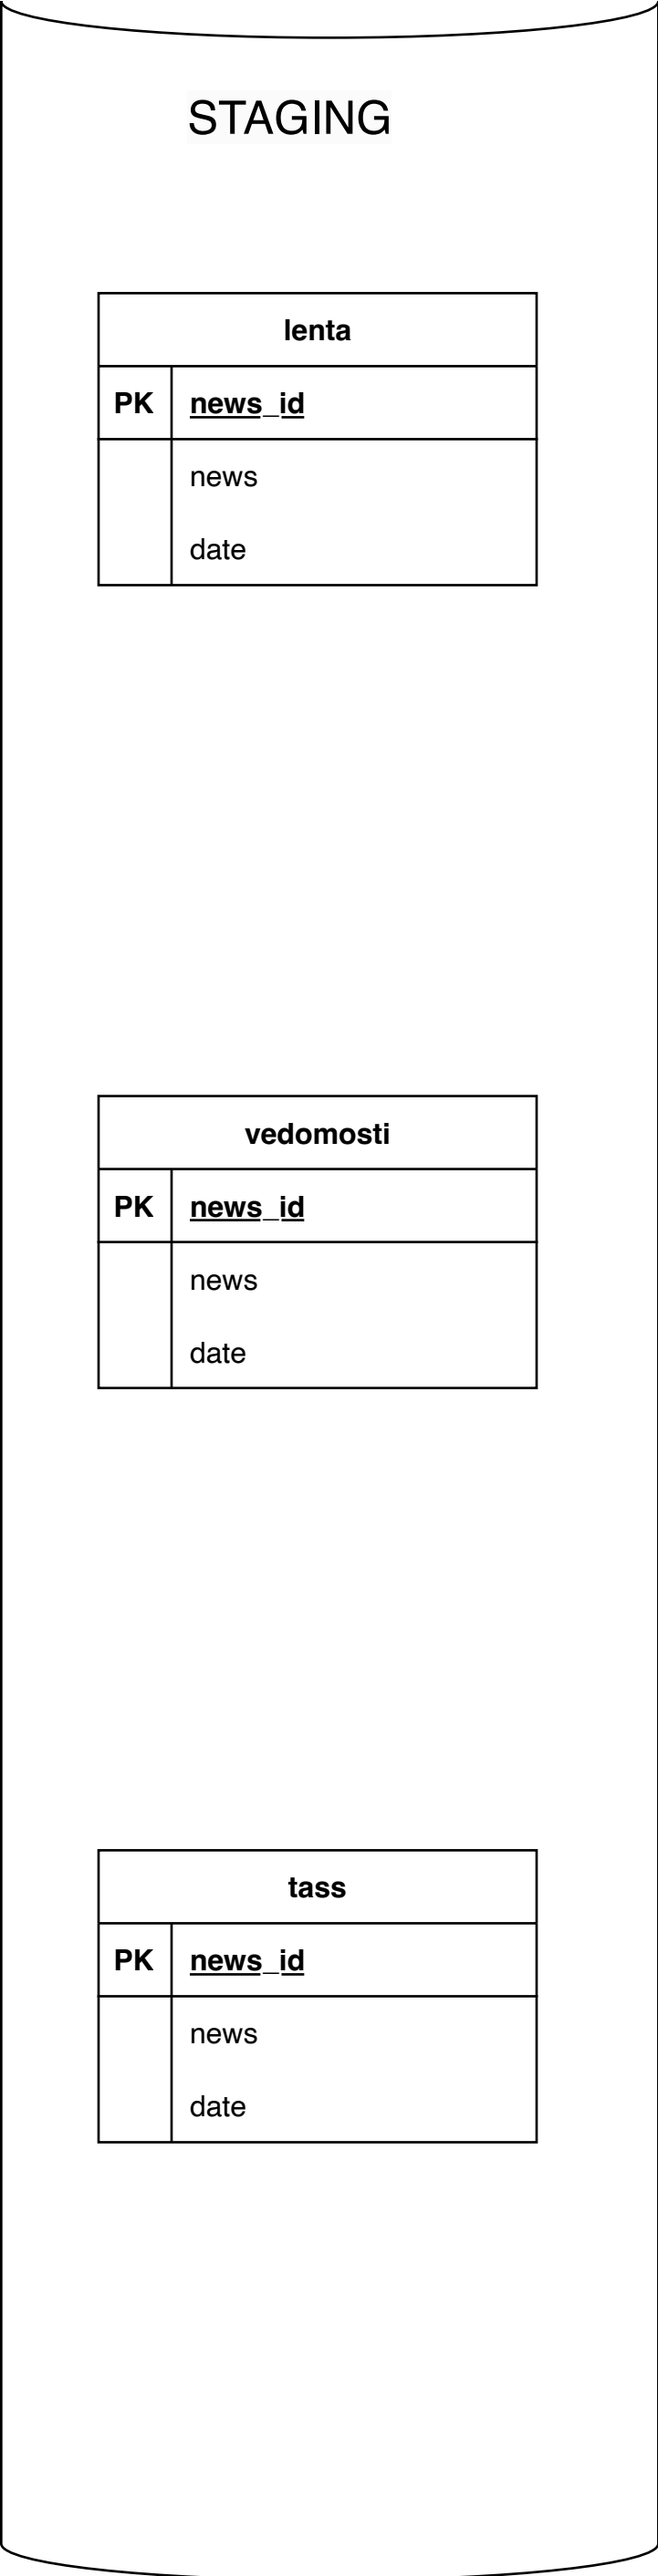 STAGING
lenta
PK news_id
news
date
vedomosti
PK news_id
news
date
tass
PK news_id
news
date